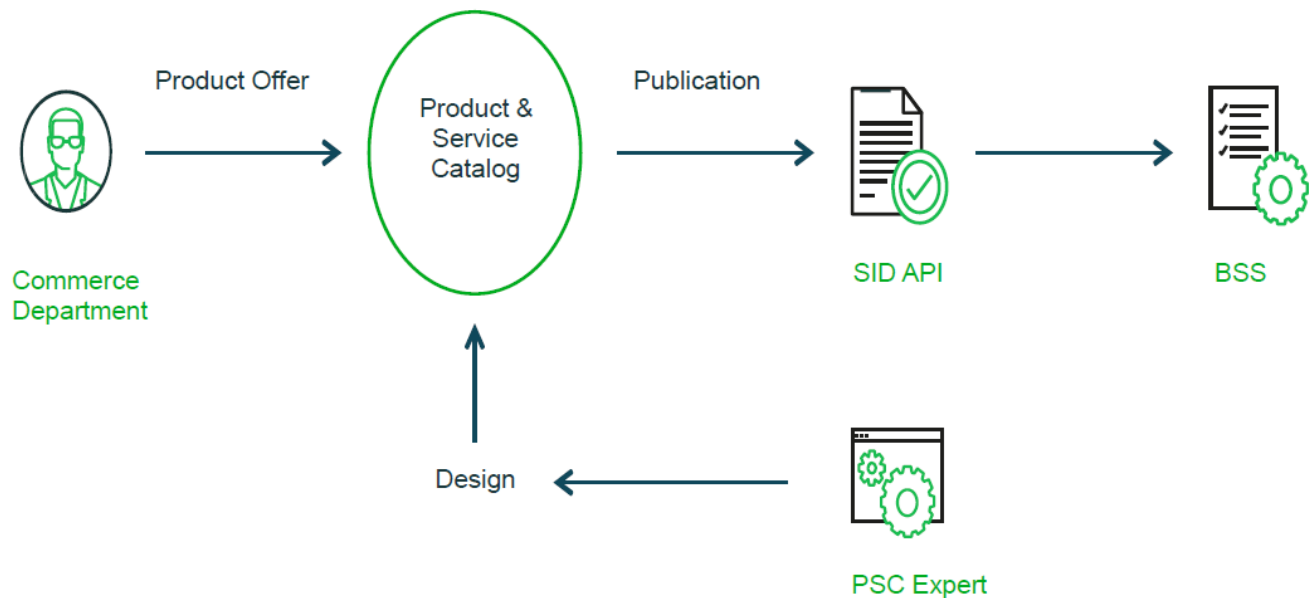 Product Offer
Product &
Service
Catalog
Publication
Commerce
Department
SID API
BSS
Design
PSC Expert